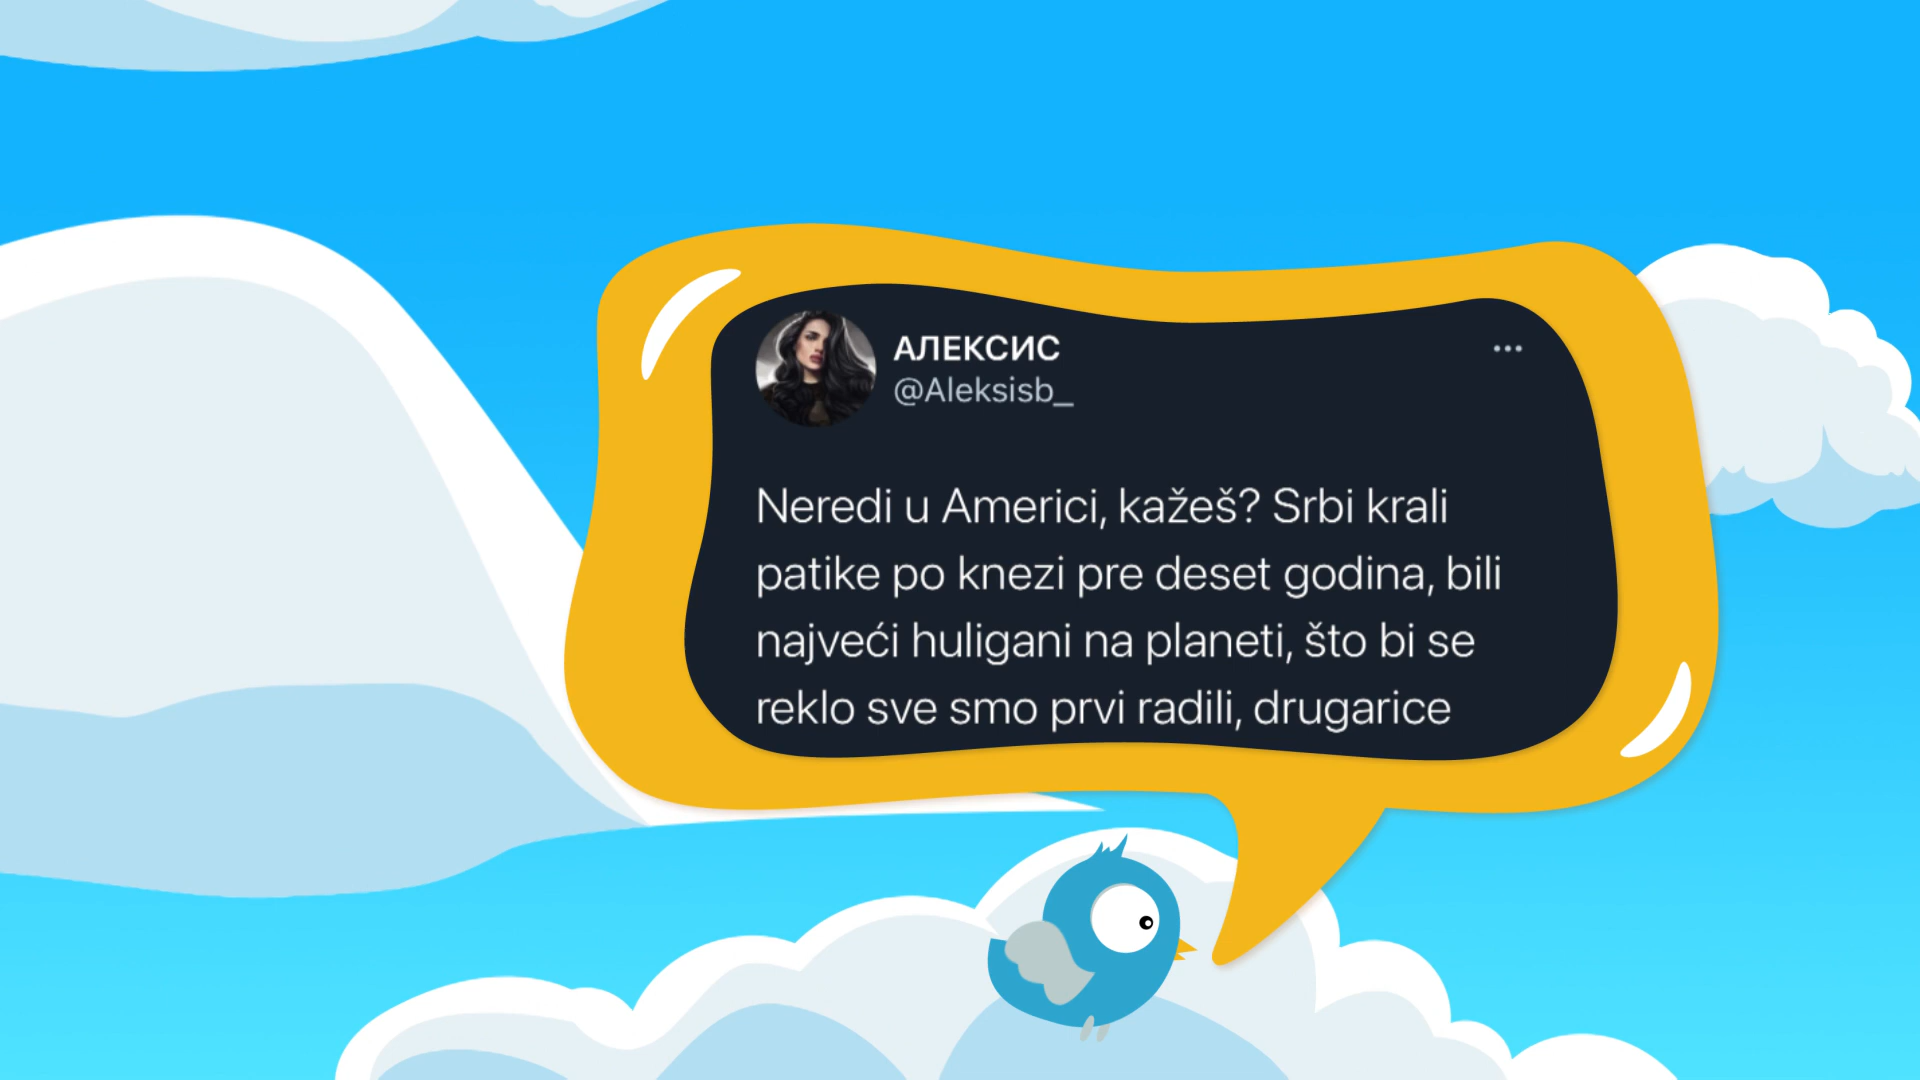 АЛЕКСИС
@Aleksisb_
Neredi u Americi, kažeš? Srbi krali
patike po knezi pre deset godina, bili
najveći huligani na planeti, što bi se
reklo sve smo prvi radili, drugarice